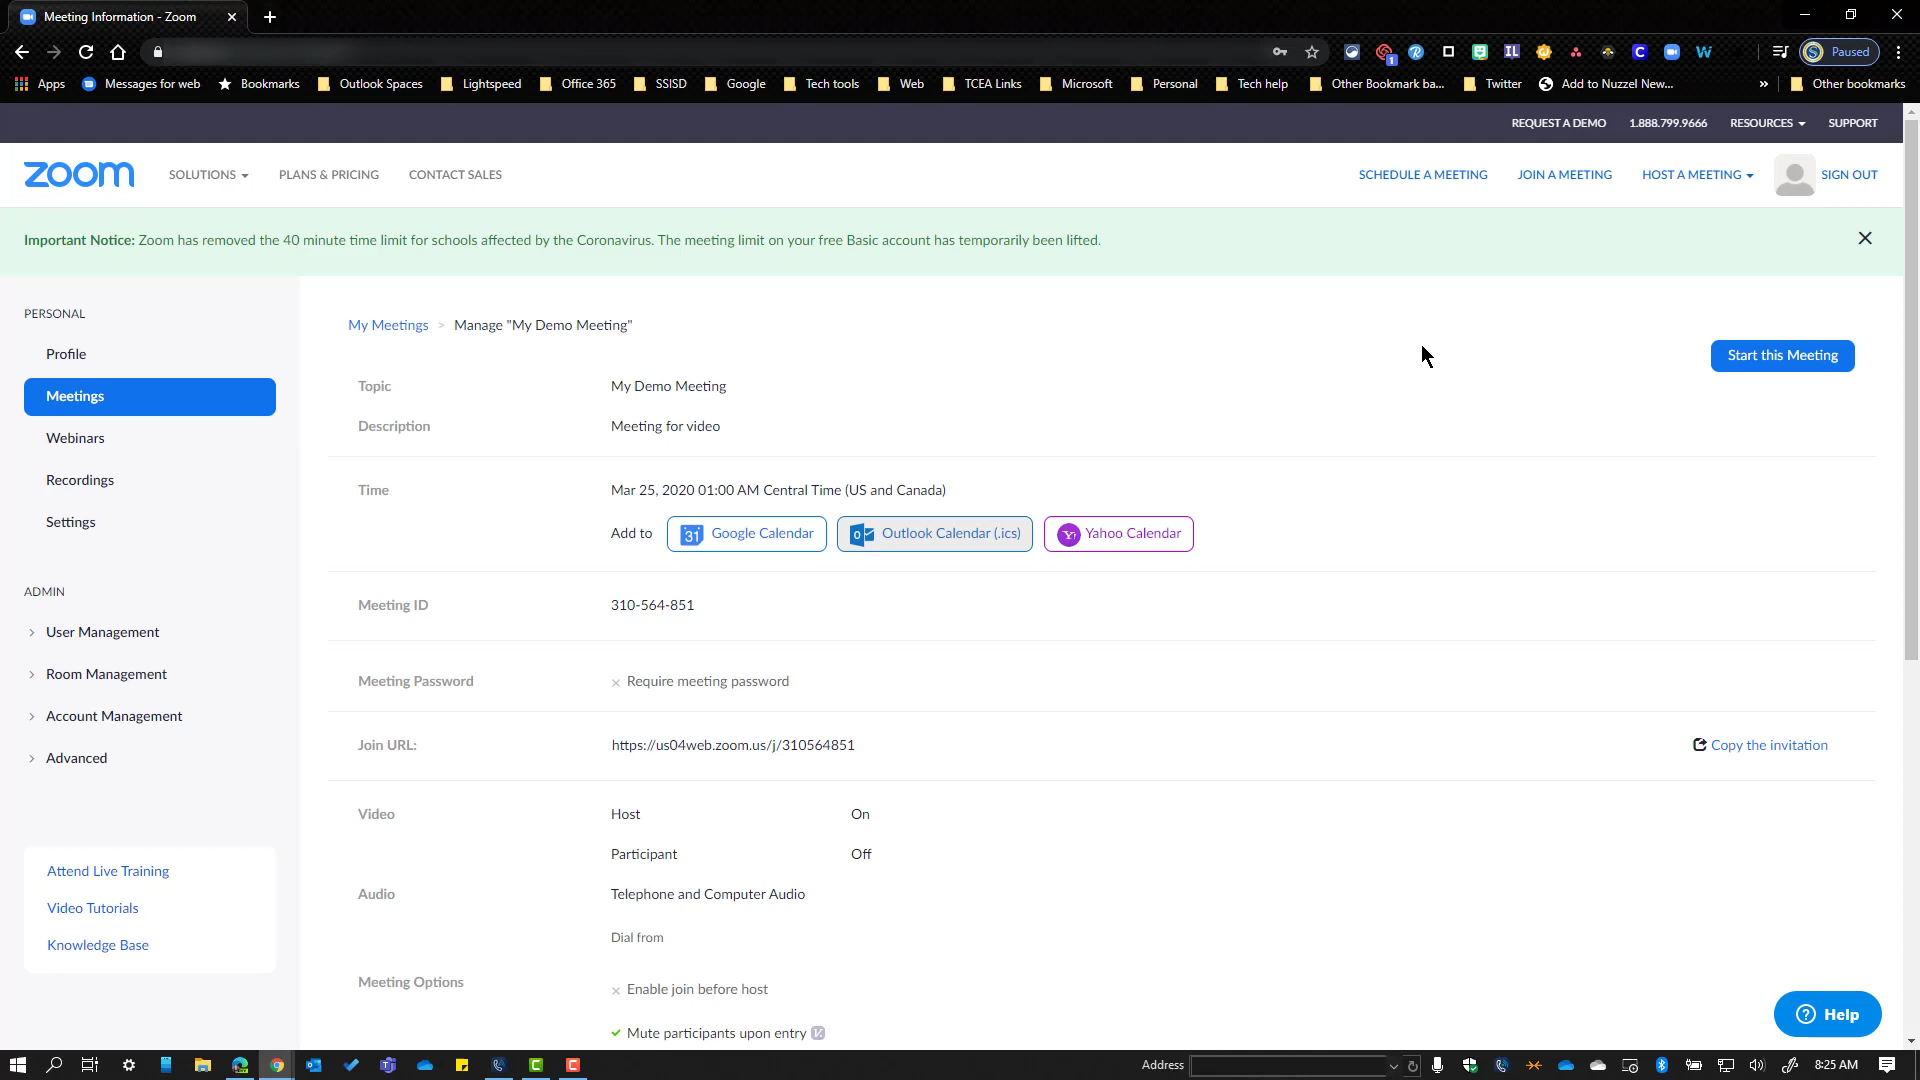 Meeting Information - Zoom
Paused
Apps
Messages for web
Bookmarks
Outlook Spaces
Lightspeed
Office 365
SSISD
Google
Tech tools
Web
TCEA Links
Microsoft
Personal
Tech help
Other Bookmark ba...
Twitter
Add to Nuzzel New...
»
Other bookmarks
REQUEST A DEMO
1.888.799.9666
RESOURCES
SUPPORT
zoom
SOLUTIONS
PLANS & PRICING
CONTACT SALES
SCHEDULE A MEETING
JOIN A MEETING
HOST A MEETING
SIGN OUT
Important Notice: Zoom has removed the 40 minute time limit for schools affected by the Coronavirus. The meeting limit on your free Basic account has temporarily been lifted.
PERSONAL
Profile
Meetings
Webinars
Recordings
Settings
ADMIN
User Management
Room Management
Account Management
Advanced
Attend Live Training
Video Tutorials
Knowledge Base
My Meetings > Manage "My Demo Meeting"
Start this Meeting
Topic My Demo Meeting
Description Meeting for video
Time Mar 25, 2020 01:00 AM Central Time (US and Canada)
Add to 31 Google Calendar Outlook Calendar (.ics) Yahoo Calendar
Meeting ID 310-564-851
Meeting Password Require meeting password
Join URL: https://us04web.zoom.us/j/310564851 Copy the invitation
Video Host On
Participant Off
Audio Telephone and Computer Audio
Dial from
Meeting Options Enable join before host
Mute participants upon entry
Help
Address
8:25 AM